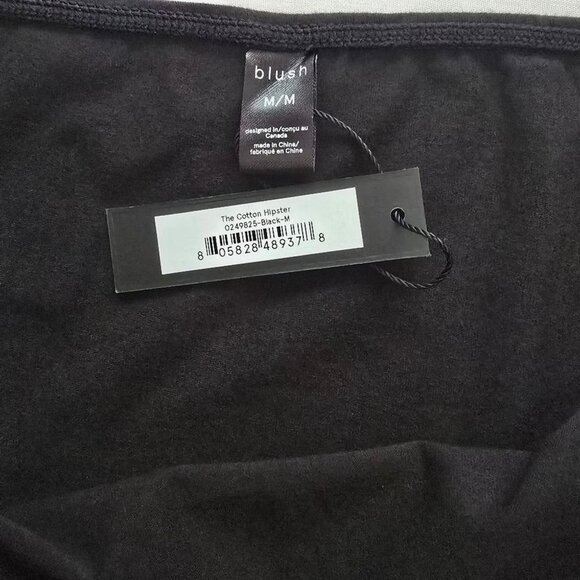 blush
M/M
designed in/conçu au
Canada
made in China/
fabriqué en Chine
The Cotton Hipster
0249825-Black-M
8 05828 48937 8